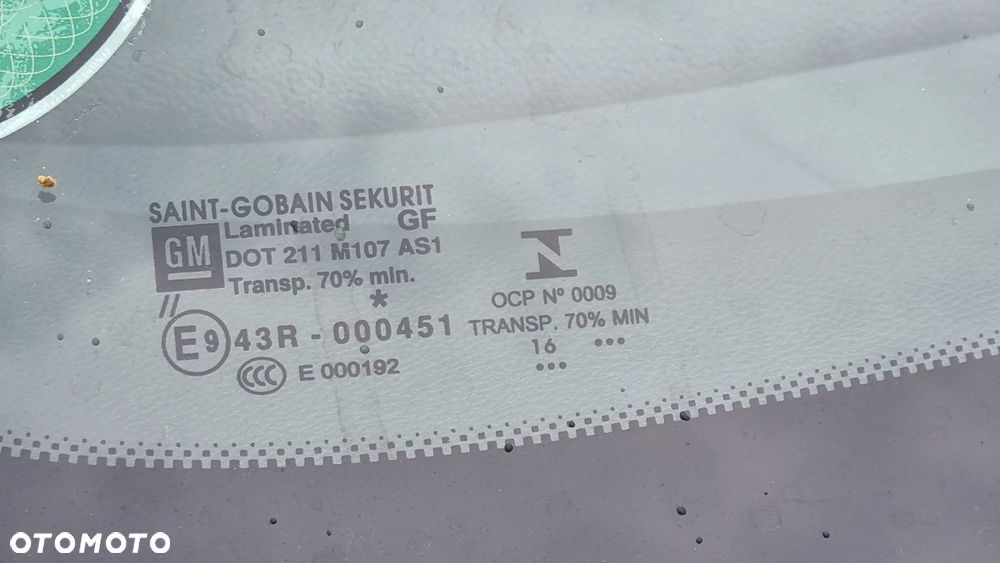 SAINT-GOBAIN SEKURIT
Laminated GF
GM
DOT 211 M107 AS1
Transp. 70% min.
*
//
E9 43R - 000451
CCC E 000192
N
OCP Nº 0009
TRANSP. 70% MIN
16 •••
•••
OTOMOTO